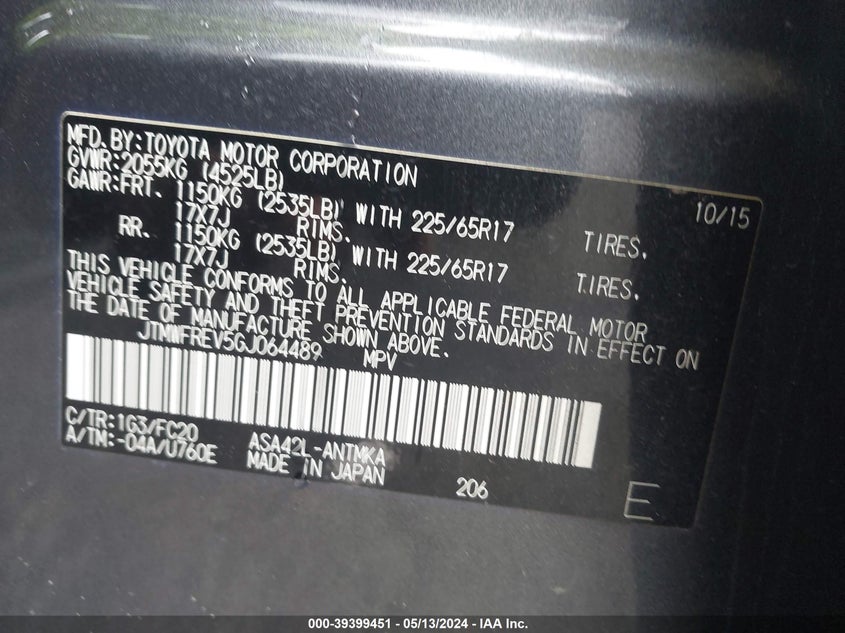 MFD. BY: TOYOTA MOTOR CORPORATION 10/15
GVWR: 2055KG (4525LB)
GAWR: FRT. 1150KG (2535LB) WITH 225/65R17 TIRES.
17X7J RIMS.
RR. 1150KG (2535LB) WITH 225/65R17 TIRES.
17X7J RIMS.
THIS VEHICLE CONFORMS TO ALL APPLICABLE FEDERAL MOTOR
VEHICLE SAFETY AND THEFT PREVENTION STANDARDS IN EFFECT ON
THE DATE OF MANUFACTURE SHOWN ABOVE.
JTMWFREV5GJ064489 MPV
C/TR: 1G3/FC20 ASA42L-ANTMKA
A/TM: -04A/U760E MADE IN JAPAN 206 E
000-39399451 - 05/13/2024 - IAA Inc.